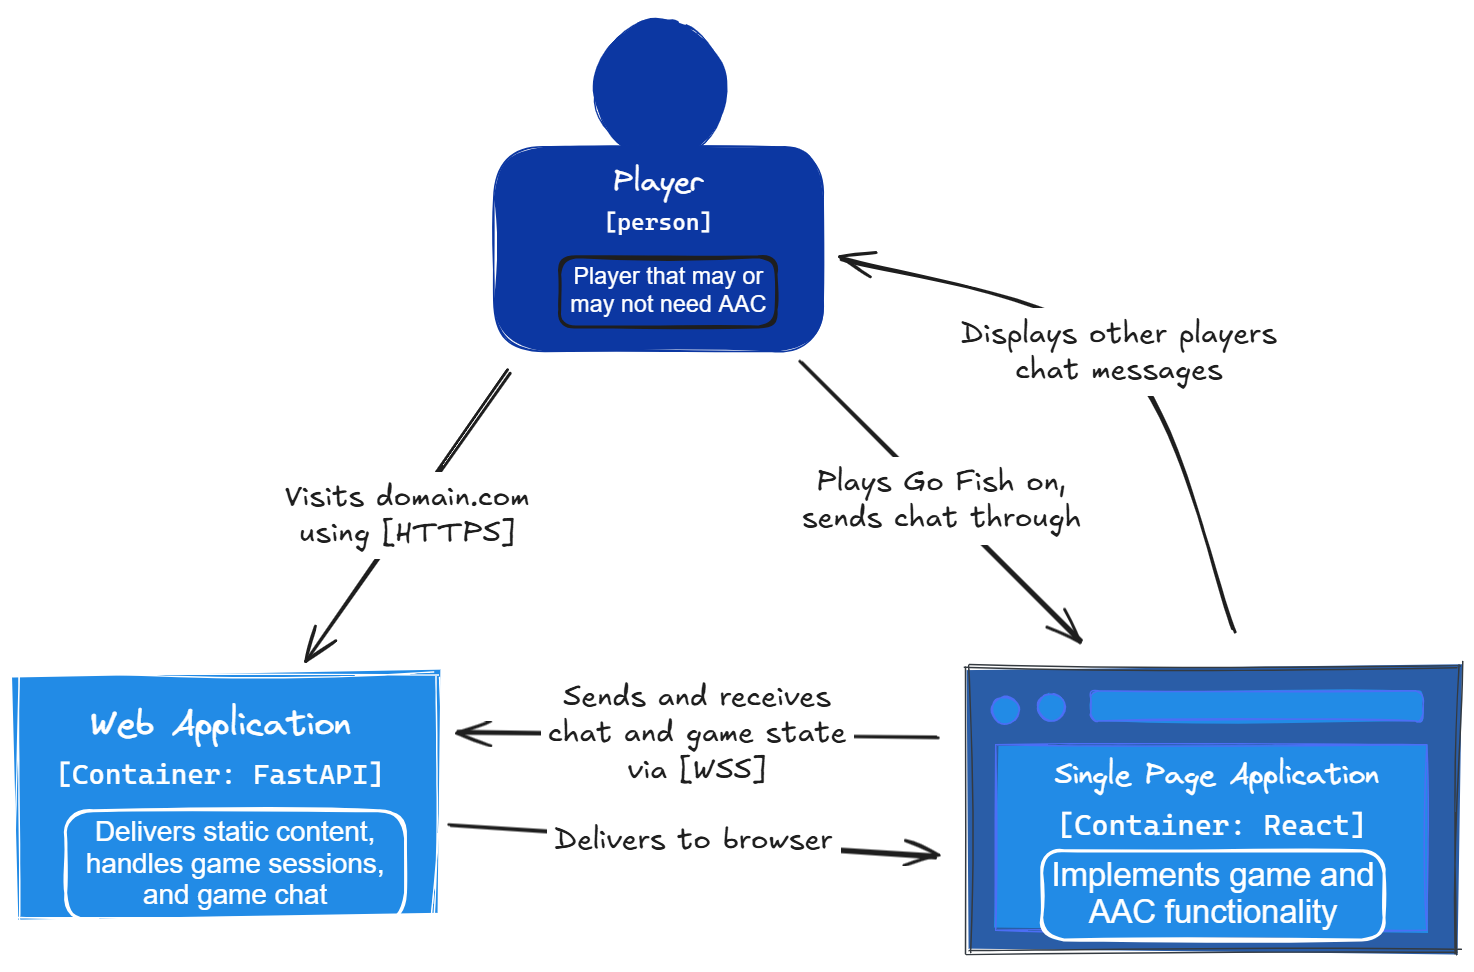 Player
[person]
Player that may or
may not need AAC
Displays other players
chat messages
Visits domain.com
using [HTTPS]
Plays Go Fish on,
sends chat through
Web Application
[Container: FastAPI]
Delivers static content,
handles game sessions,
and game chat
Sends and receives
chat and game state
via [WSS]
Delivers to browser
Single Page Application
[Container: React]
Implements game and
AAC functionality